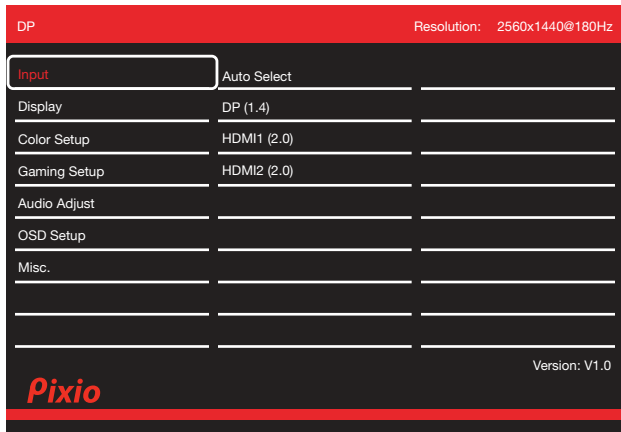 DP Resolution: 2560x1440@180Hz
Input Auto Select
Display DP (1.4)
Color Setup HDMI1 (2.0)
Gaming Setup HDMI2 (2.0)
Audio Adjust
OSD Setup
Misc.
Version: V1.0
Pixio